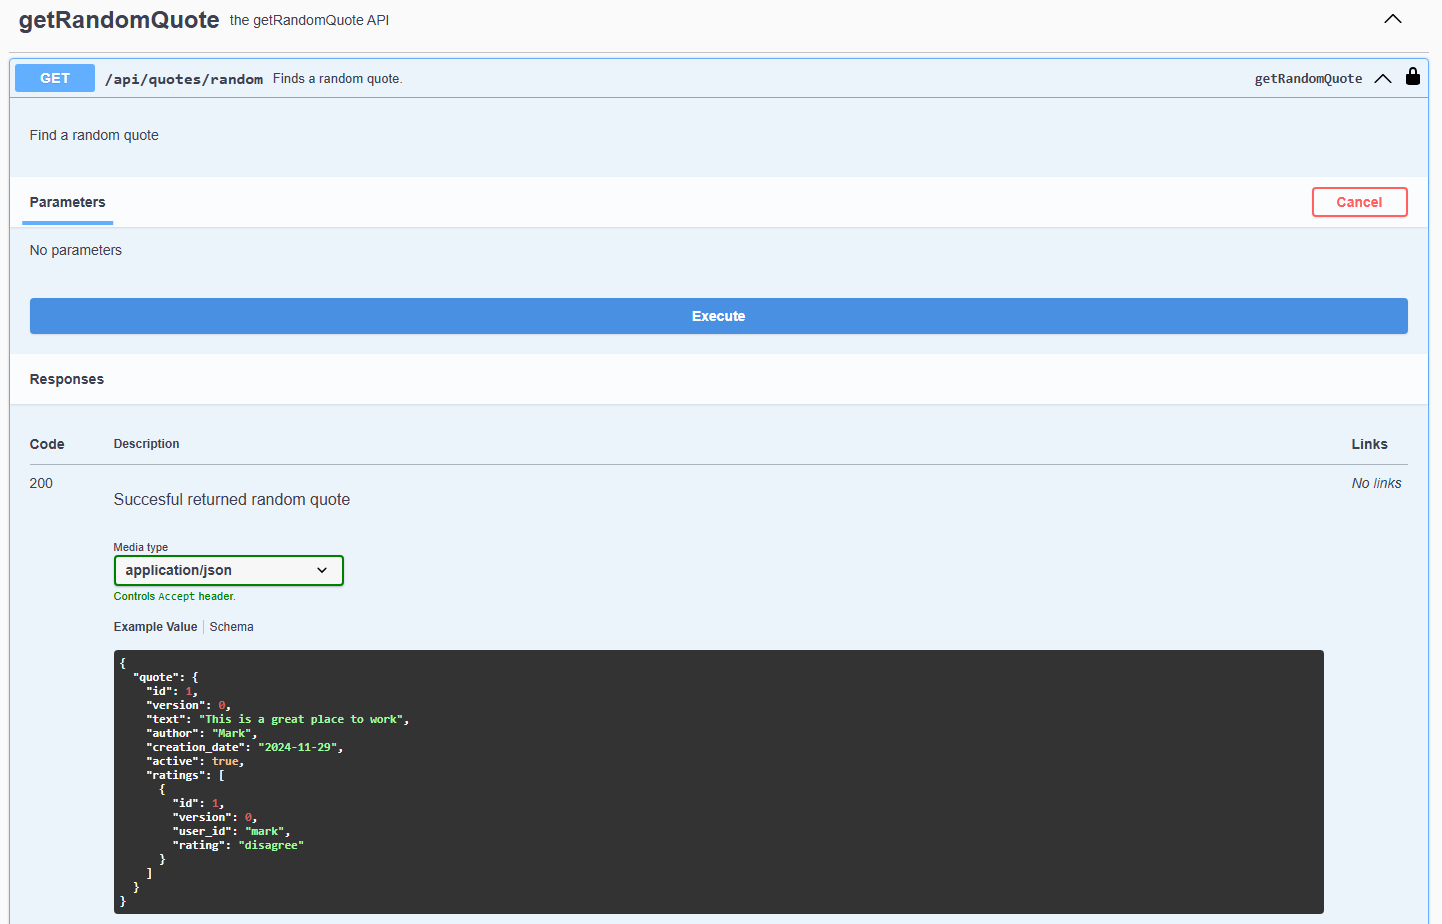 getRandomQuote the getRandomQuote API
GET /api/quotes/random Finds a random quote. getRandomQuote
Find a random quote
Parameters Cancel
No parameters
Execute
Responses
Code Description Links
200 No links
Succesful returned random quote
Media type
application/json
Controls Accept header.
Example Value Schema
{
  "quote": {
    "id": 1,
    "version": 0,
    "text": "This is a great place to work",
    "author": "Mark",
    "creation_date": "2024-11-29",
    "active": true,
    "ratings": [
      {
        "id": 1,
        "version": 0,
        "user_id": "mark",
        "rating": "disagree"
      }
    ]
  }
}